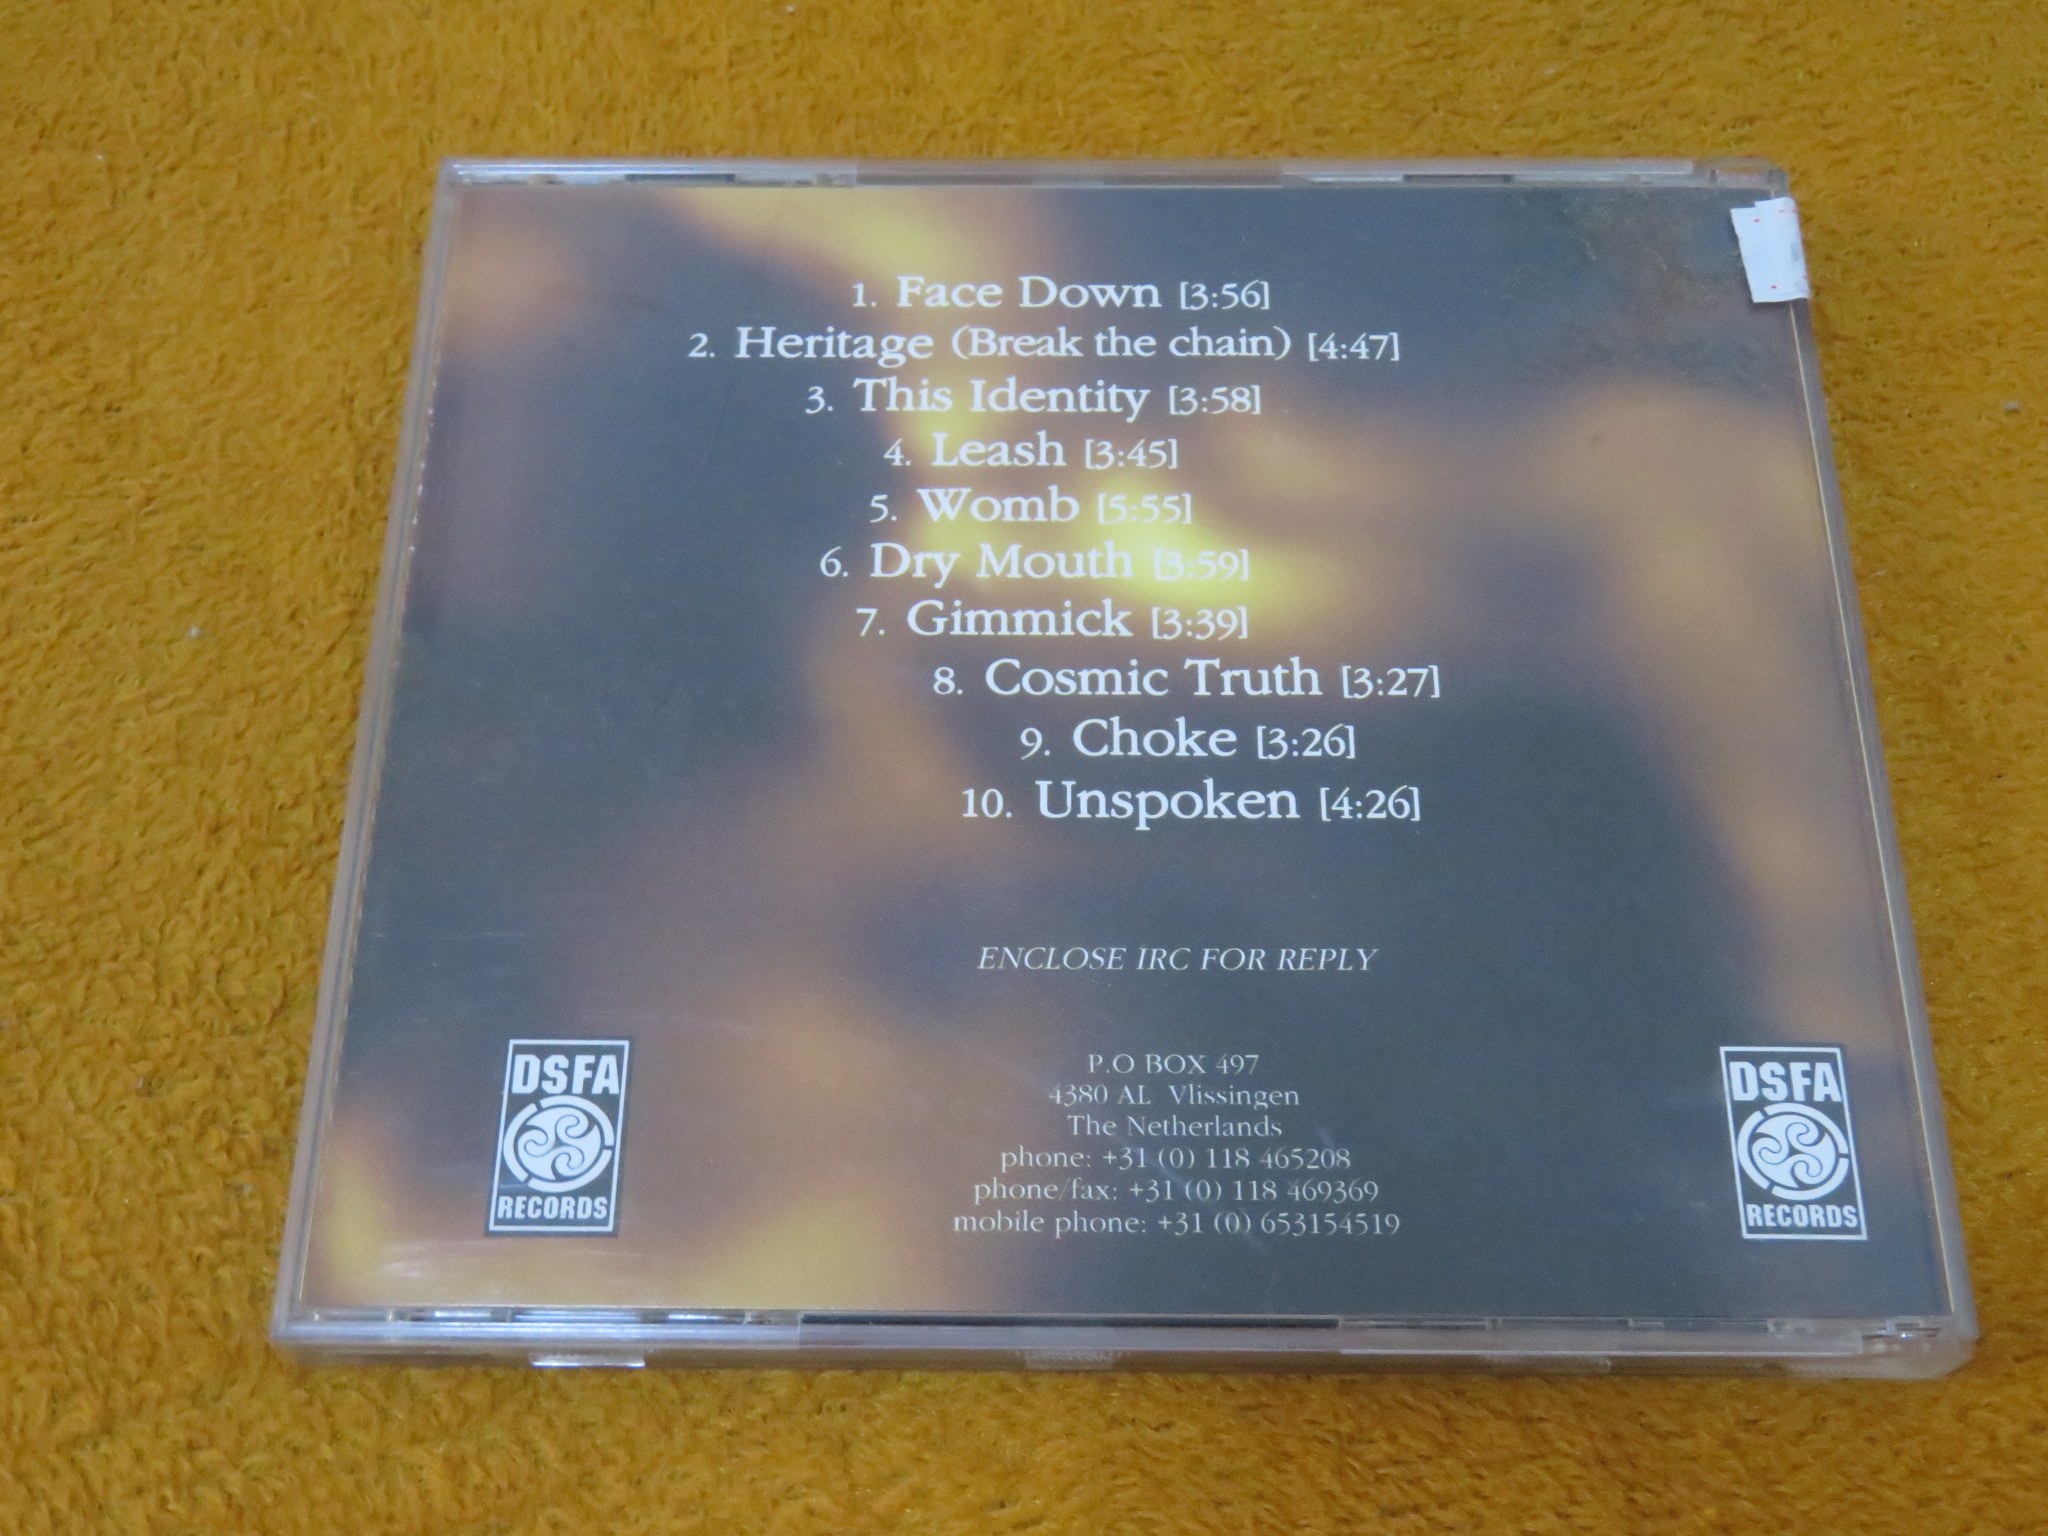 1. Face Down [3:56]
2. Heritage (Break the chain) [4:47]
3. This Identity [3:58]
4. Leash [3:45]
5. Womb [5:55]
6. Dry Mouth [3:59]
7. Gimmick [3:39]
8. Cosmic Truth [3:27]
9. Choke [3:26]
10. Unspoken [4:26]
ENCLOSE IRC FOR REPLY
P.O BOX 497
4380 AL Vlissingen
The Netherlands
phone: +31 (0) 118 465208
phone/fax: +31 (0) 118 469369
mobile phone: +31 (0) 653154519
DSFA
RECORDS
DSFA
RECORDS